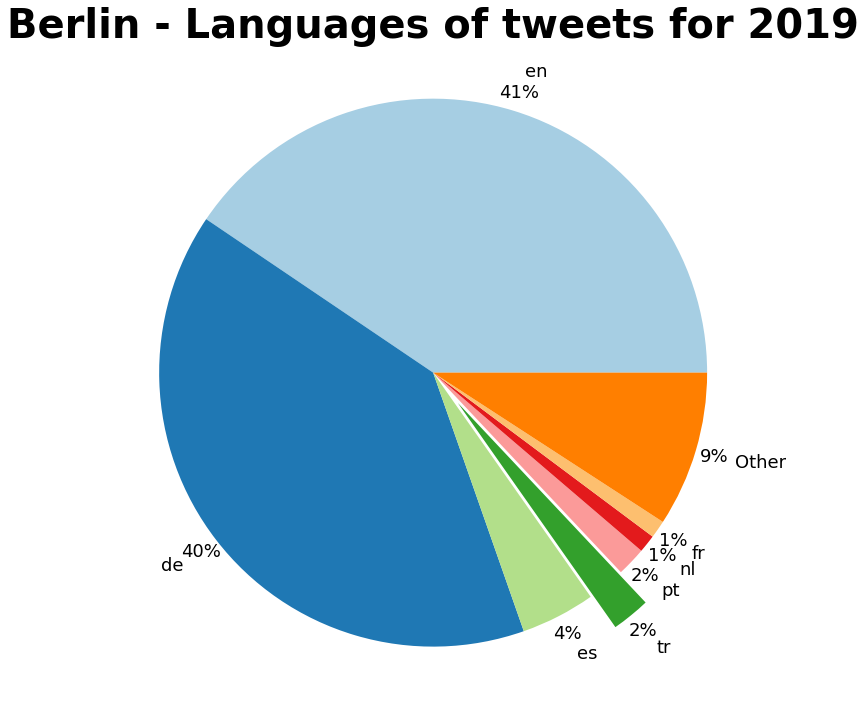 Berlin - Languages of tweets for 2019
en
41%
9% Other
1% fr
1% nl
2% pt
2% tr
4% es
40%
de